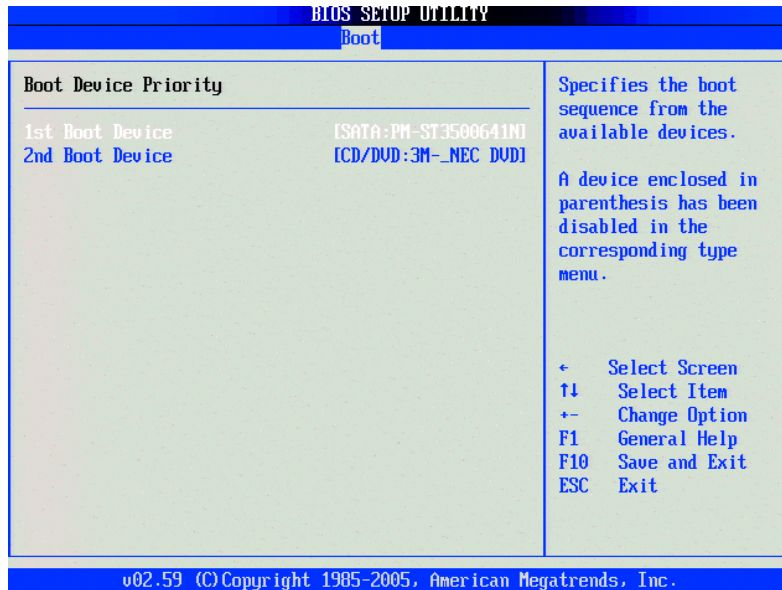 BIOS SETUP UTILITY
Boot
Boot Device Priority
1st Boot Device [SATA:PM-ST3500641N]
2nd Boot Device [CD/DVD:3M-_NEC DVD]
Specifies the boot
sequence from the
available devices.
A device enclosed in
parenthesis has been
disabled in the
corresponding type
menu.
← Select Screen
↑↓ Select Item
+- Change Option
F1 General Help
F10 Save and Exit
ESC Exit
v02.59 (C)Copyright 1985-2005, American Megatrends, Inc.